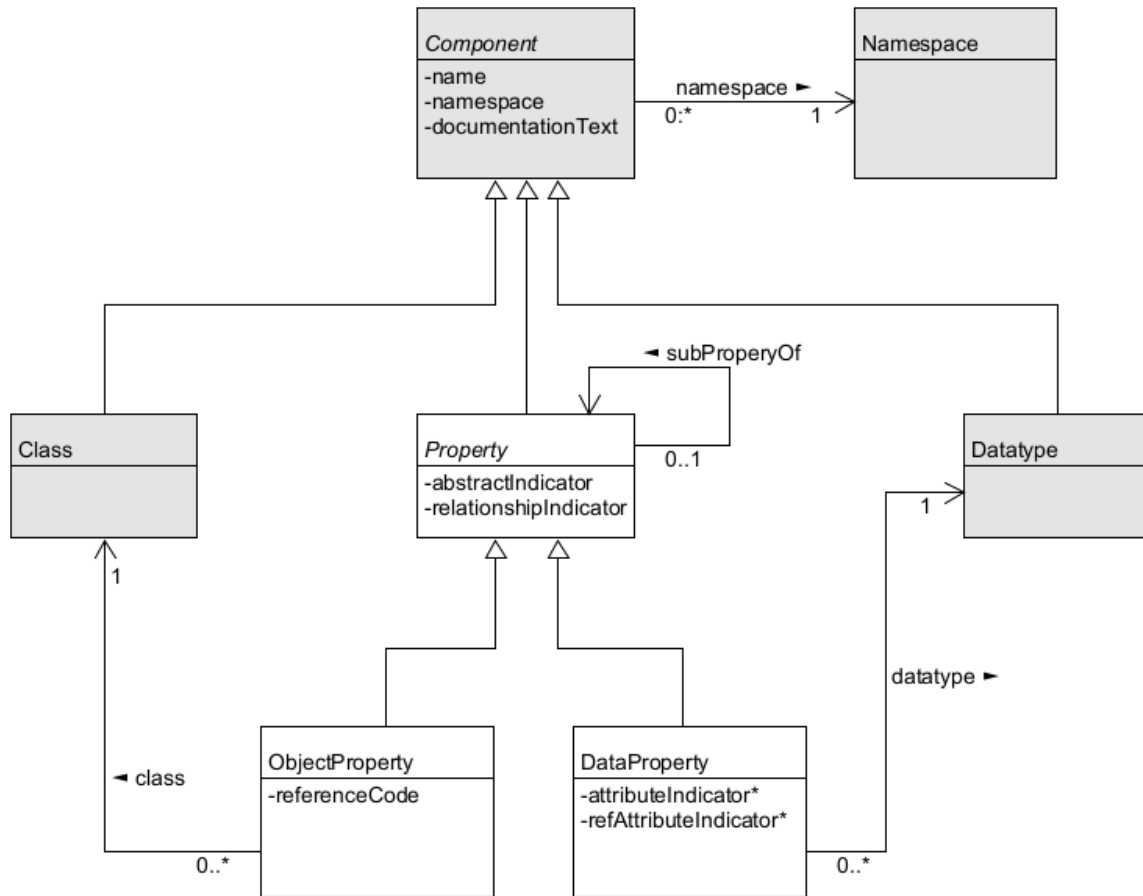 Component
-name
-namespace
-documentationText
namespace ►
0:*
1
Namespace
◄ subProperyOf
Class
Property
-abstractIndicator
-relationshipIndicator
0..1
Datatype
1
1
datatype ►
◄ class
ObjectProperty
-referenceCode
DataProperty
-attributeIndicator*
-refAttributeIndicator*
0..*
0..*